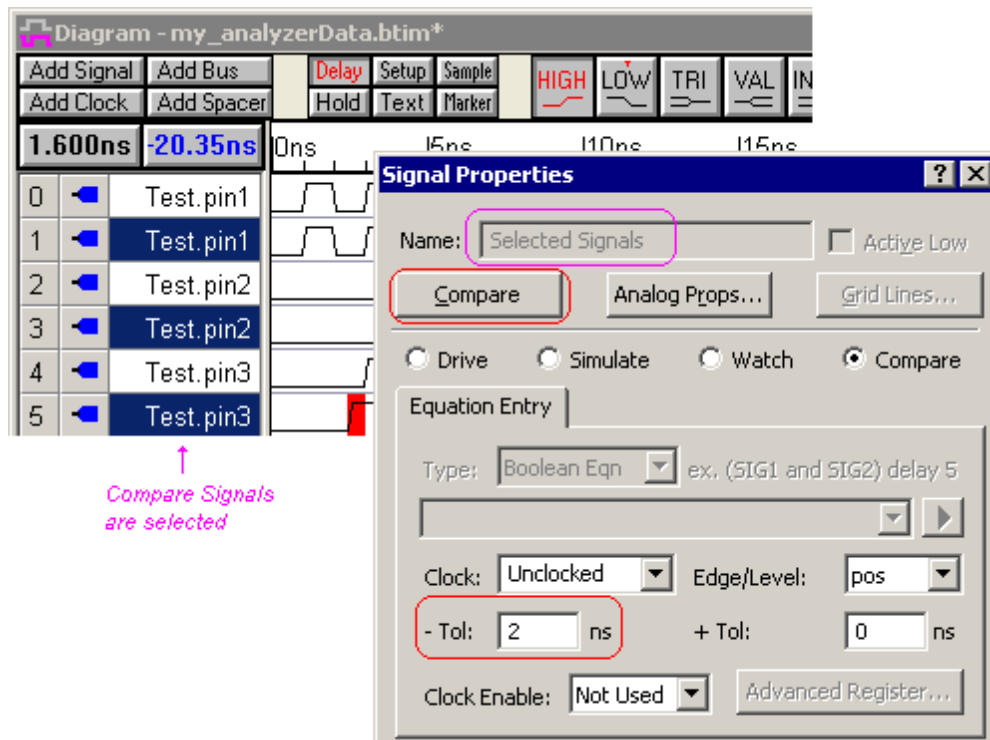 Diagram - my_analyzerData.btim*
Add Signal Add Bus Delay Setup Sample HIGH LOW TRI VAL IN
Add Clock Add Spacer Hold Text Marker
1.600ns -20.35ns 0ns 5ns 10ns 15ns
0 Test.pin1
1 Test.pin1
2 Test.pin2
3 Test.pin2
4 Test.pin3
5 Test.pin3
Compare Signals
are selected
Signal Properties ? X
Name: Selected Signals Active Low
Compare Analog Props... Grid Lines...
Drive Simulate Watch Compare
Equation Entry
Type: Boolean Eqn ex. (SIG1 and SIG2) delay 5
Clock: Unclocked Edge/Level: pos
- Tol: 2 ns + Tol: 0 ns
Clock Enable: Not Used Advanced Register...